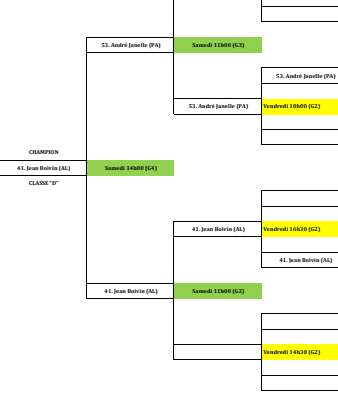 53. André Janelle (PA)
Samedi 11h00 (G3)
53. André Janelle (PA)
53. André Janelle (PA)
Vendredi 10h00 (G2)
CHAMPION
41. Jean Boivin (AL)
Samedi 14h00 (G4)
CLASSE "D"
41. Jean Boivin (AL)
Vendredi 16h30 (G2)
41. Jean Boivin (AL)
41. Jean Boivin (AL)
Samedi 11h00 (G2)
Vendredi 14h30 (G2)